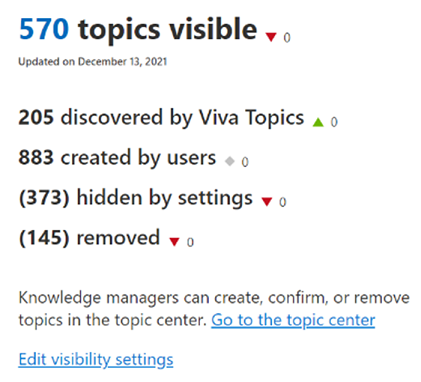 570 topics visible ▼ 0
Updated on December 13, 2021
205 discovered by Viva Topics ▲ 0
883 created by users ◆ 0
(373) hidden by settings ▼ 0
(145) removed ▼ 0
Knowledge managers can create, confirm, or remove
topics in the topic center. Go to the topic center
Edit visibility settings